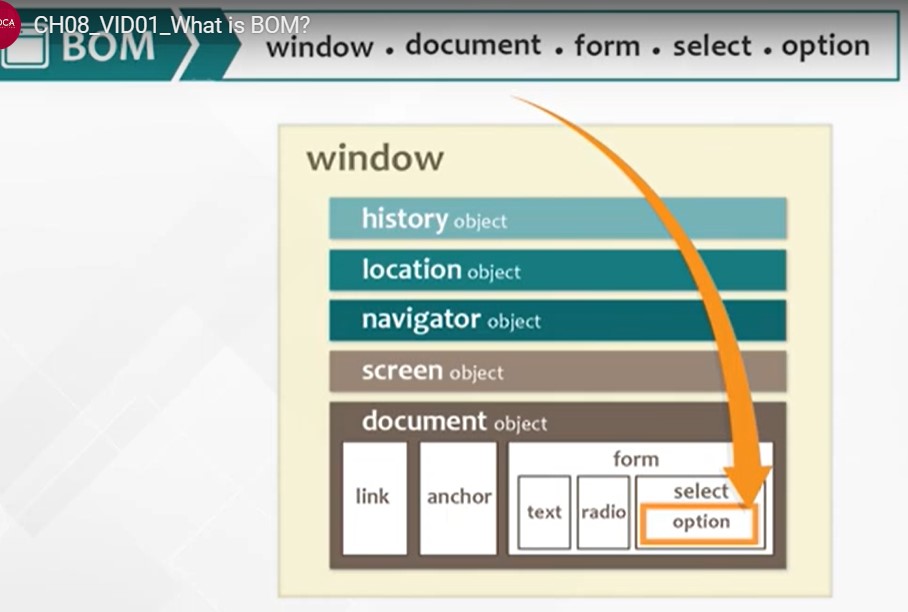 CH08_VID01_What is BOM?
BOM
window . document . form . select . option
window
history object
location object
navigator object
screen object
document object
link
anchor
form
text
radio
select
option